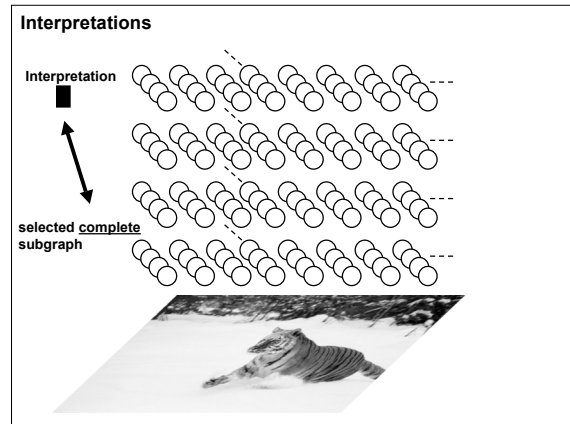 Interpretations
Interpretation
selected complete
subgraph